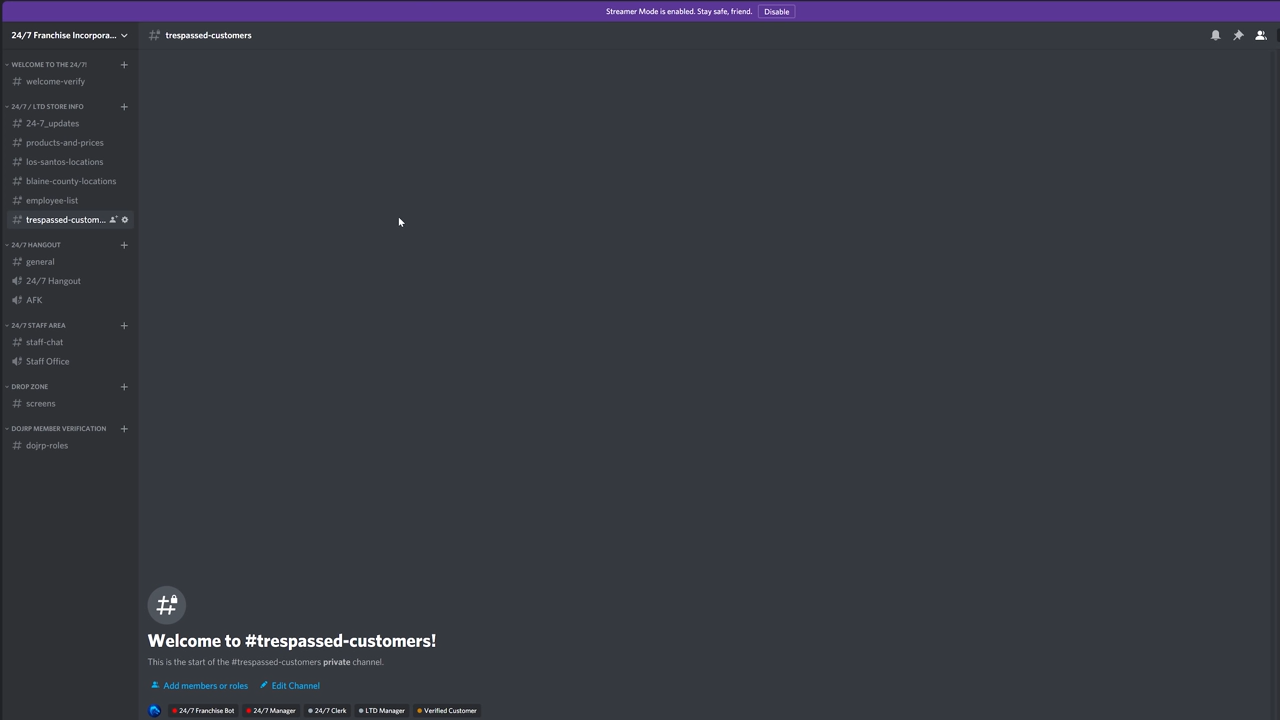 Streamer Mode is enabled. Stay safe, friend. Disable
24/7 Franchise Incorpora...
trespassed-customers
WELCOME TO THE 24/7!
welcome-verify
24/7 / LTD STORE INFO
24-7_updates
products-and-prices
los-santos-locations
blaine-county-locations
employee-list
trespassed-custom...
24/7 HANGOUT
general
24/7 Hangout
AFK
24/7 STAFF AREA
staff-chat
Staff Office
DROP ZONE
screens
DOJRP MEMBER VERIFICATION
dojrp-roles
Welcome to #trespassed-customers!
This is the start of the #trespassed-customers private channel.
Add members or roles Edit Channel
24/7 Franchise Bot 24/7 Manager 24/7 Clerk LTD Manager Verified Customer